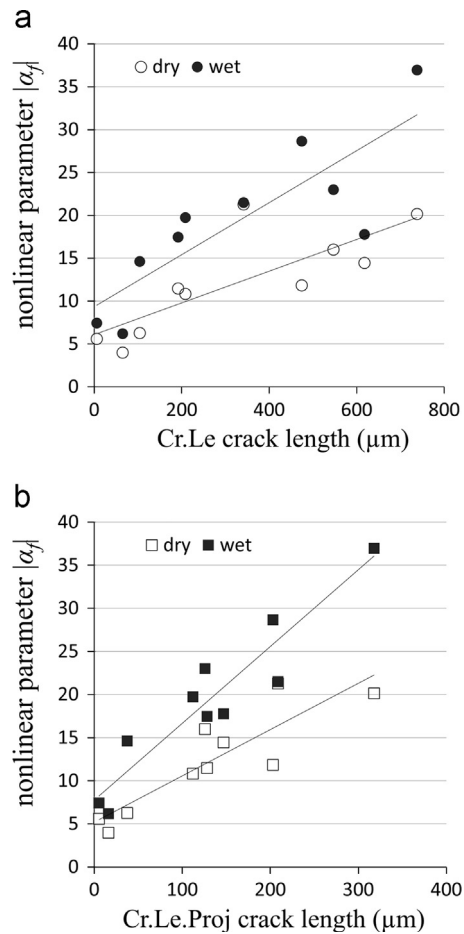 a
40
35
30
25
20
15
10
5
0
dry wet
nonlinear parameter |αf|
0 200 400 600 800
Cr.Le crack length (μm)
b
40
35
30
25
20
15
10
5
0
dry wet
nonlinear parameter |αf|
0 100 200 300 400
Cr.Le.Proj crack length (μm)